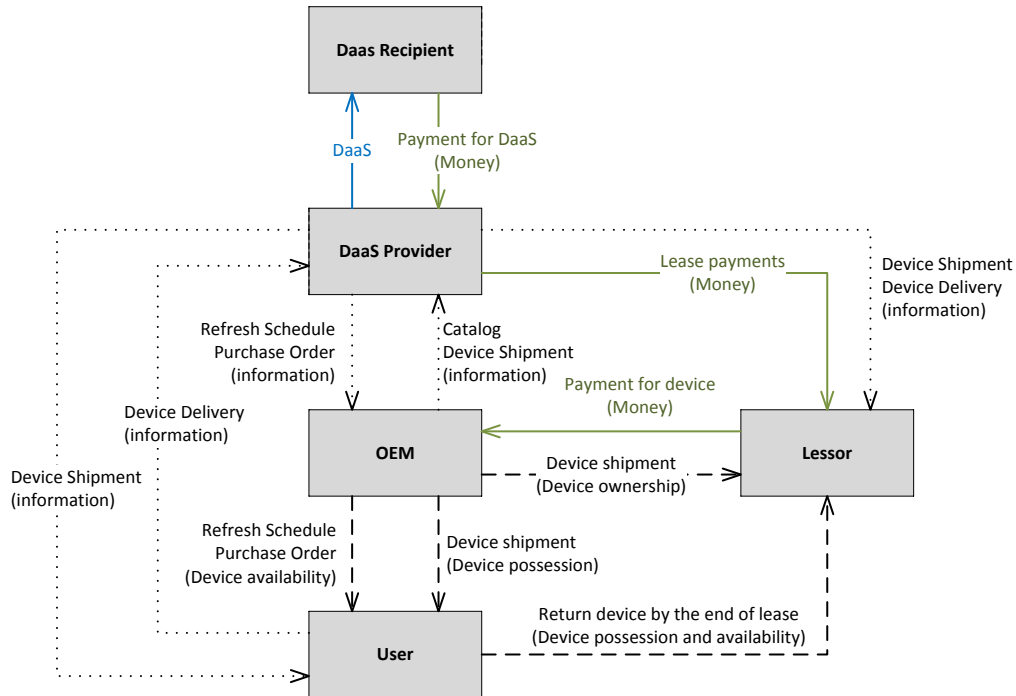 Daas Recipient
DaaS
Payment for DaaS
(Money)
DaaS Provider
Lease payments
(Money)
Device Shipment
Device Delivery
(information)
Refresh Schedule
Purchase Order
(information)
Catalog
Device Shipment
(information)
Payment for device
(Money)
Device Delivery
(information)
OEM
Lessor
Device shipment
(Device ownership)
Device Shipment
(information)
Refresh Schedule
Purchase Order
(Device availability)
Device shipment
(Device possession)
Return device by the end of lease
(Device possession and availability)
User